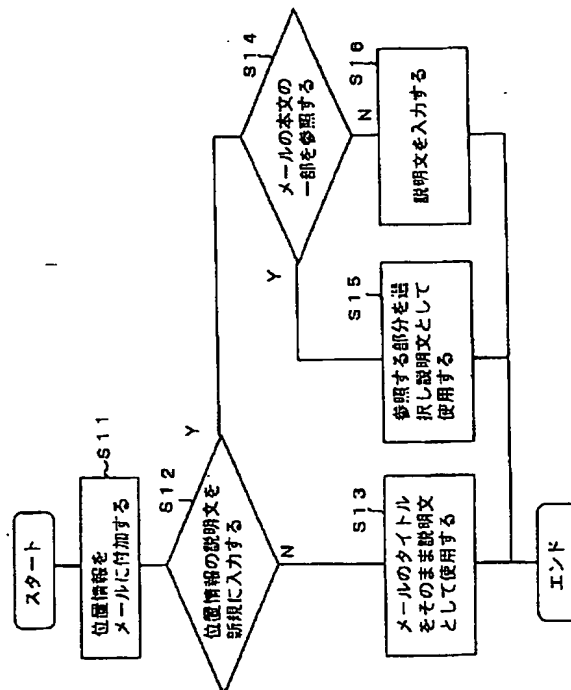 スタート
位置情報を
メールに付加する
S11
位置情報の説明文を
新規に入力する
S12
Y
N
メールのタイトル
をそのまま説明文
として使用する
S13
メールの本文の
一部を参照する
S14
Y
N
参照する部分を選
択し説明文として
使用する
S15
説明文を入力する
S16
エンド